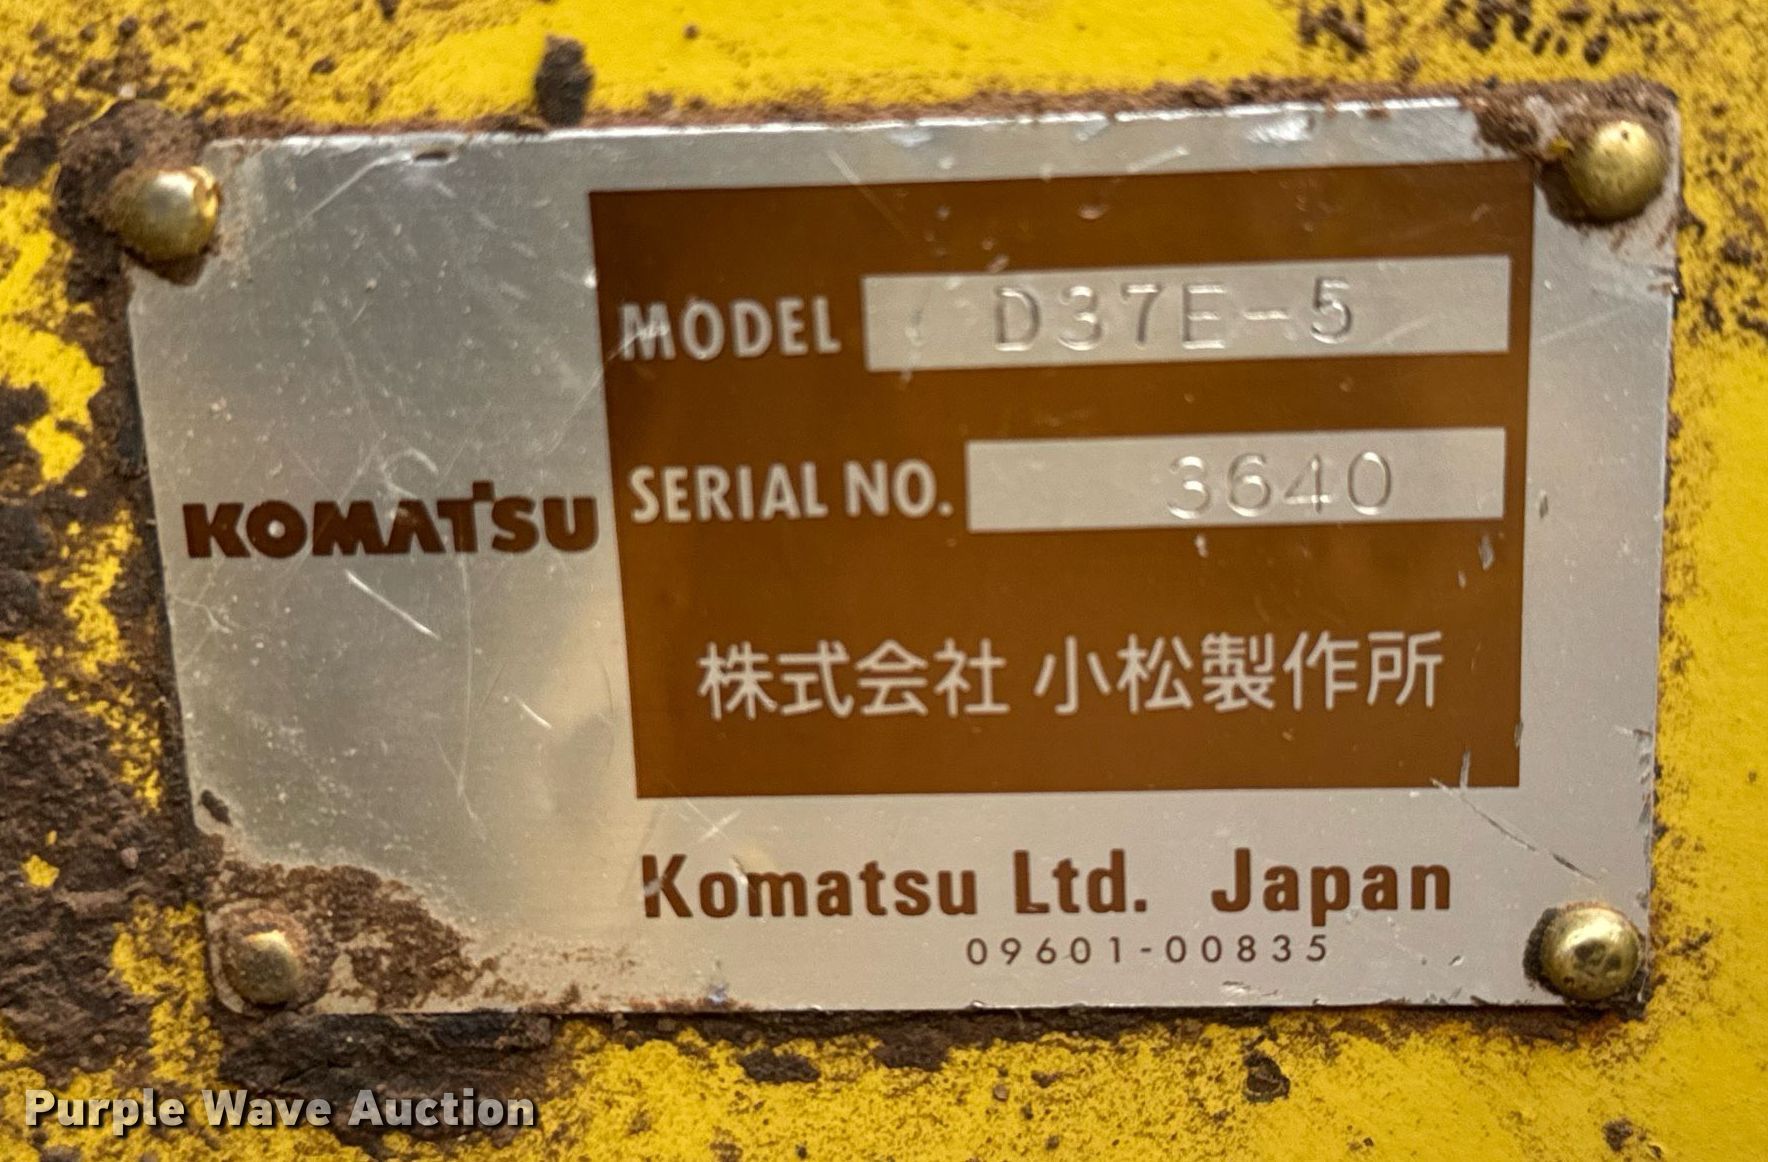 KOMATSU
MODEL D37E-5
SERIAL NO. 3640
株式会社 小松製作所
Komatsu Ltd. Japan
09601-00835
Purple Wave Auction